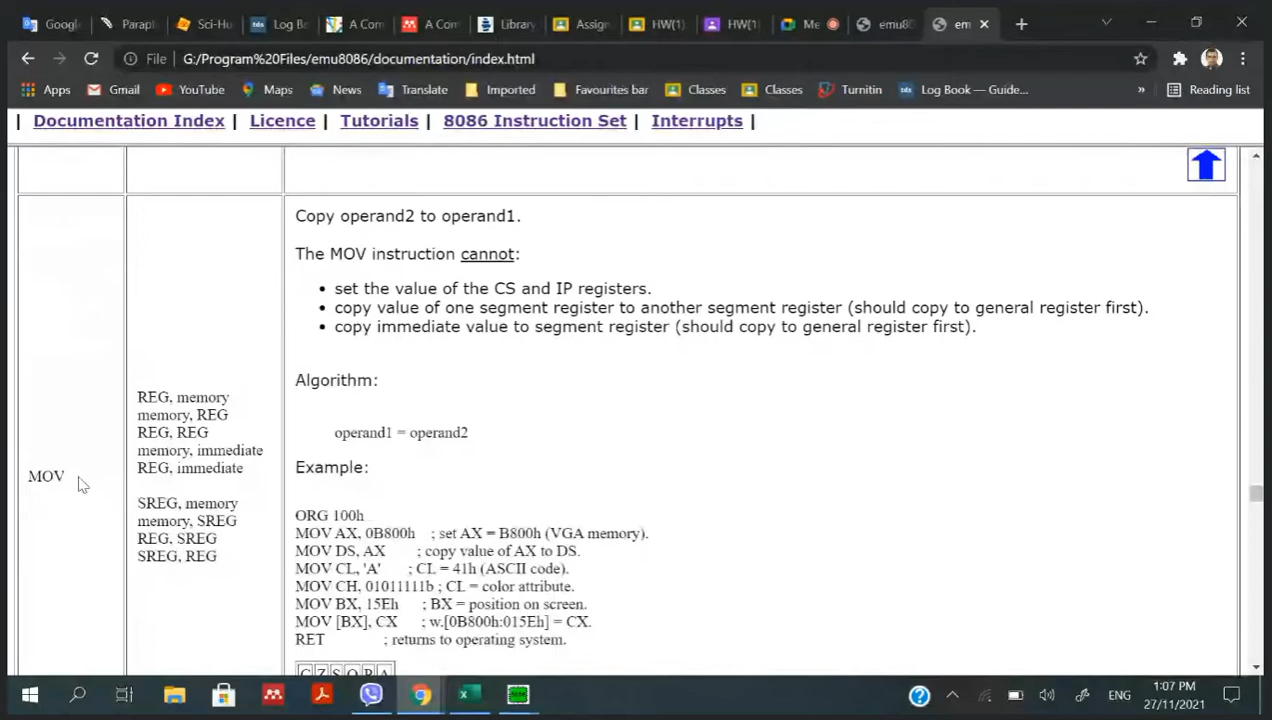 Googl
Parapl
Sci-Hu
Log Bo
A Com
A Com
Library
Assign
HW(1)
HW(1)
Me
emu80
em
File
G:/Program%20Files/emu8086/documentation/index.html
Apps
Gmail
YouTube
Maps
News
Translate
Imported
Favourites bar
Classes
Classes
Turnitin
Log Book — Guide...
»
Reading list
| Documentation Index | Licence | Tutorials | 8086 Instruction Set | Interrupts |
Copy operand2 to operand1.
The MOV instruction cannot:
• set the value of the CS and IP registers.
• copy value of one segment register to another segment register (should copy to general register first).
• copy immediate value to segment register (should copy to general register first).
Algorithm:
operand1 = operand2
Example:
MOV
REG, memory
memory, REG
REG, REG
memory, immediate
REG, immediate
SREG, memory
memory, SREG
REG, SREG
SREG, REG
ORG 100h
MOV AX, 0B800h ; set AX = B800h (VGA memory).
MOV DS, AX ; copy value of AX to DS.
MOV CL, 'A' ; CL = 41h (ASCII code).
MOV CH, 01011111b ; CL = color attribute.
MOV BX, 15Eh ; BX = position on screen.
MOV [BX], CX ; w.[0B800h:015Eh] = CX.
RET ; returns to operating system.
C Z S O P A
ENG
1:07 PM
27/11/2021